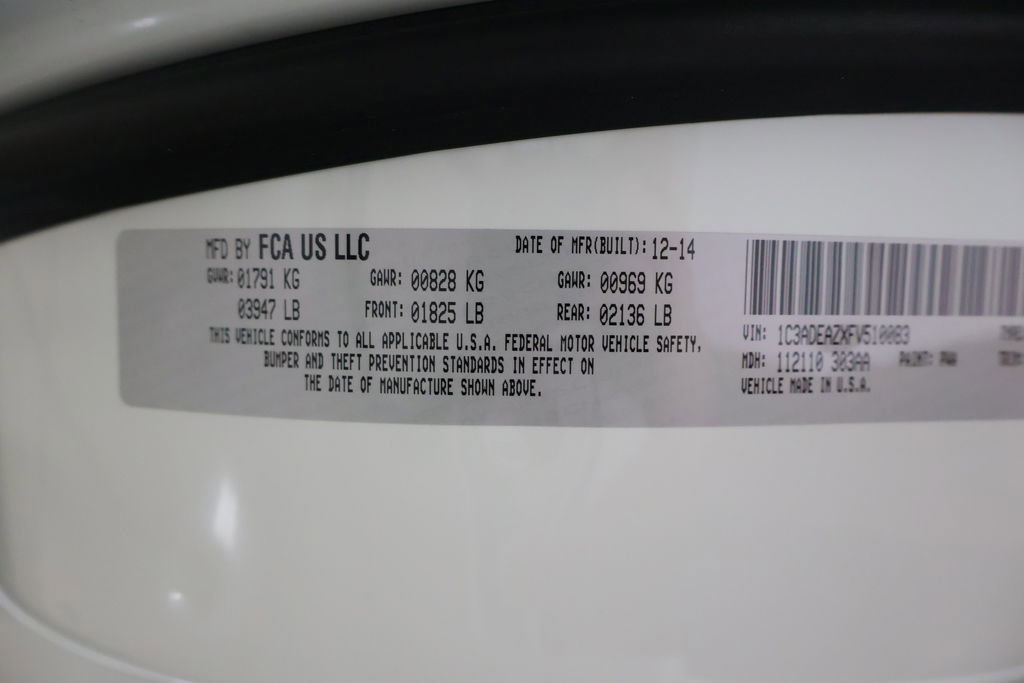 MFD BY FCA US LLC DATE OF MFR(BUILT): 12-14
GVWR: 01791 KG GAWR: 00828 KG GAWR: 00969 KG
03947 LB FRONT: 01825 LB REAR: 02136 LB
THIS VEHICLE CONFORMS TO ALL APPLICABLE U.S.A. FEDERAL MOTOR VEHICLE SAFETY,
BUMPER AND THEFT PREVENTION STANDARDS IN EFFECT ON
THE DATE OF MANUFACTURE SHOWN ABOVE.
VIN: 1C3ADEAZXFV510083
MDH: 112110 303AA PAINT:
VEHICLE MADE IN U.S.A.